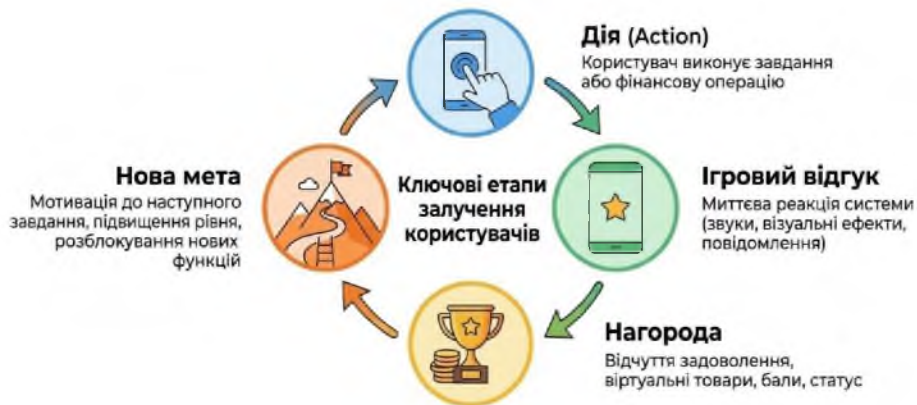 Дія (Action)
Користувач виконує завдання
або фінансову операцію
Ігровий відгук
Миттєва реакція системи
(звуки, візуальні ефекти,
повідомлення)
Нагорода
Відчуття задоволення,
віртуальні товари, бали, статус
Нова мета
Мотивація до наступного
завдання, підвищення рівня,
розблокування нових
функцій
Ключові етапи
залучення
користувачів